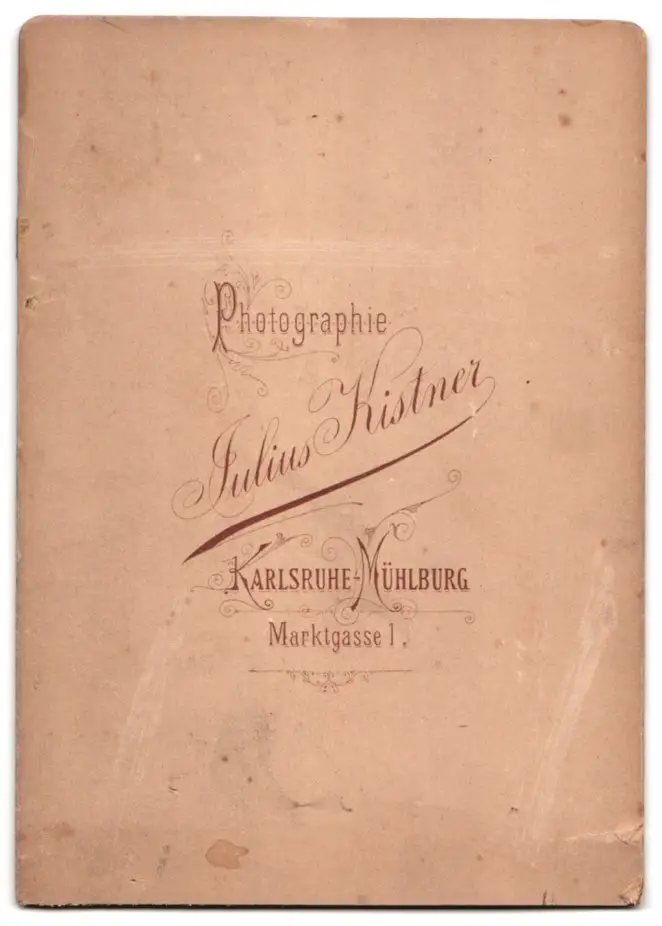 Photographie
Julius Kistner
Karlsruhe-Mühlburg
Marktgasse 1.